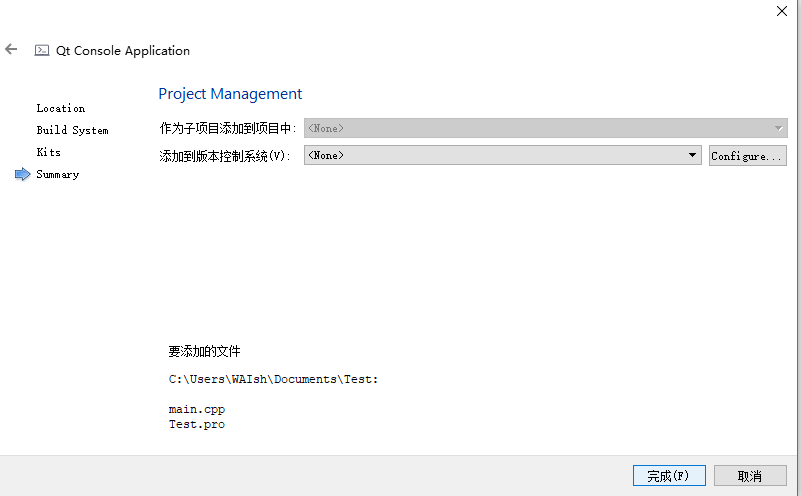 Qt Console Application
Project Management
Location
Build System
Kits
Summary
作为子项目添加到项目中: <None>
添加到版本控制系统(V): <None> Configure...
要添加的文件
C:\Users\WAIsh\Documents\Test:
main.cpp
Test.pro
完成(F) 取消